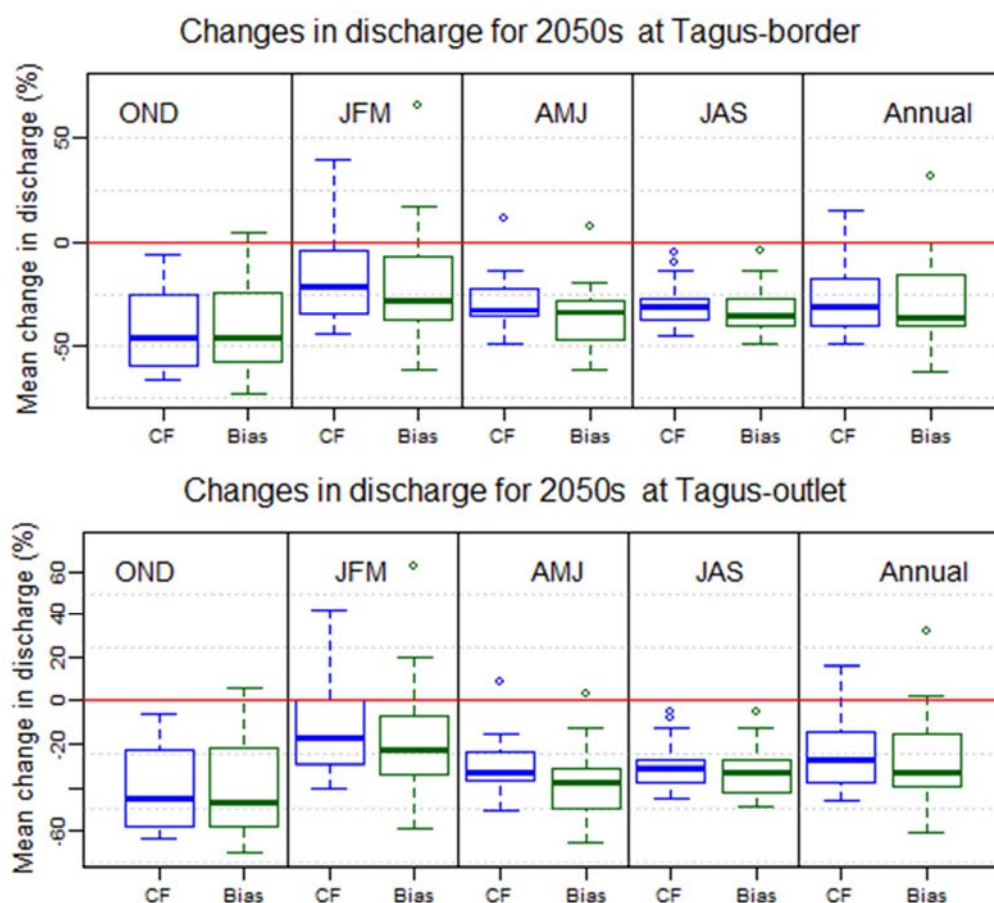 Changes in discharge for 2050s at Tagus-border
Mean change in discharge (%)
OND JFM AMJ JAS Annual
50
0
-50
CF Bias CF Bias CF Bias CF Bias CF Bias
Changes in discharge for 2050s at Tagus-outlet
Mean change in discharge (%)
OND JFM AMJ JAS Annual
60
40
20
0
-20
-60
CF Bias CF Bias CF Bias CF Bias CF Bias